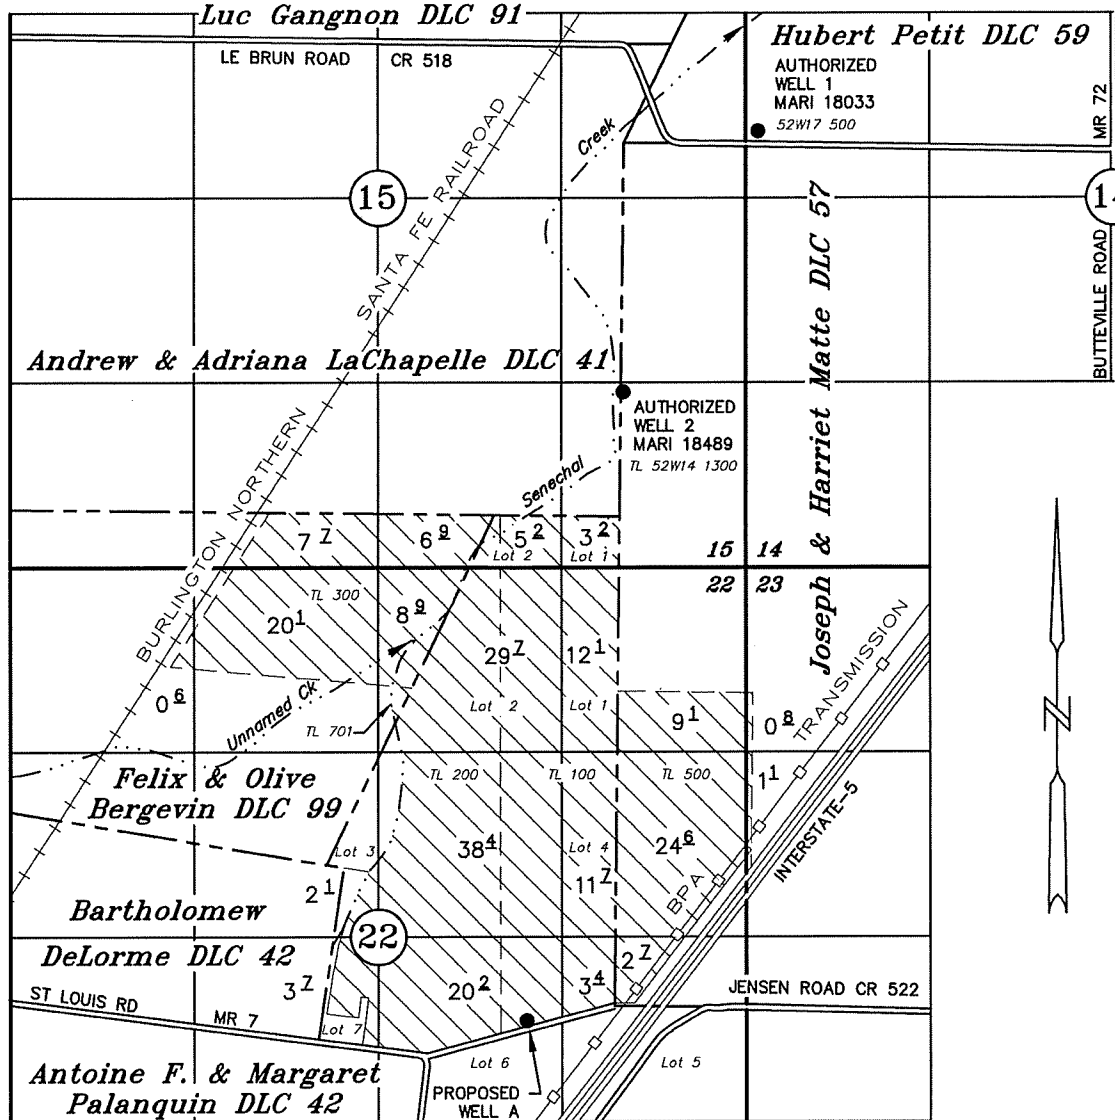 Luc Gangnon DLC 91
Hubert Petit DLC 59
LE BRUN ROAD CR 518
AUTHORIZED
WELL 1
MARI 18033
52W17 500
MR 72
Creek
SANTA FE RAILROAD
15
BUTTEVILLE ROAD
Andrew & Adriana LaChapelle DLC 41
Joseph & Harriet Matte DLC 57
AUTHORIZED
WELL 2
MARI 18489
TL 52W14 1300
Senechal
BURLINGTON NORTHERN
7 7
6 9
5 2
3 2
Lot 2
Lot 1
15 14
22 23
TL 300
20 1
8 9
29 7
12 1
0 6
Unnamed Ck
TL 701
Lot 2
Lot 1
9 1
0 8
TRANSMISSION
Felix & Olive
Bergevin DLC 99
TL 200
TL 100
TL 500
1 1
Lot 3
38 4
Lot 4
24 6
11 7
INTERSTATE-5
BPA
2 1
Bartholomew
DeLorme DLC 42
22
2 7
3 7
20 2
3 4
ST LOUIS RD
MR 7
Lot 7
JENSEN ROAD CR 522
Lot 6
Lot 5
Antoine F. & Margaret
Palanquin DLC 42
PROPOSED
WELL A
N